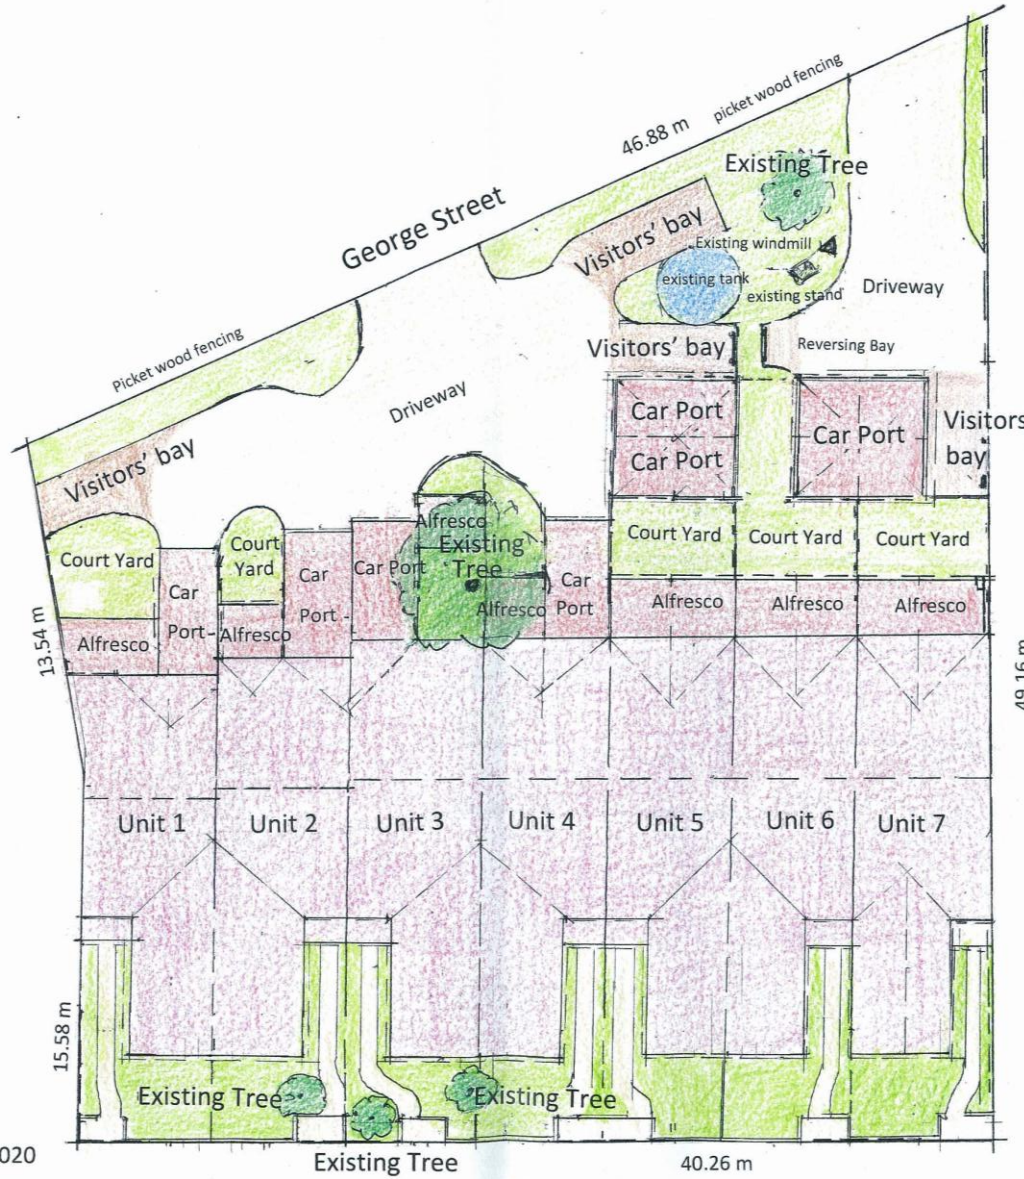 picket wood fencing
46.88 m
Existing Tree
George Street
Visitors' bay
Existing windmill
existing tank
existing stand
Driveway
Picket wood fencing
Visitors' bay
Reversing Bay
Driveway
Car Port
Car Port
Car Port
Visitors' bay
Visitors' bay
Court Yard
Court Yard
Car Port
Car Port
Car Port
Alfresco
Existing Tree
Alfresco
Car Port
Court Yard
Court Yard
Court Yard
Alfresco
Alfresco
Alfresco
Alfresco
Alfresco
13.54 m
49.16 m
Unit 1
Unit 2
Unit 3
Unit 4
Unit 5
Unit 6
Unit 7
15.58 m
Existing Tree
Existing Tree
020
Existing Tree
40.26 m